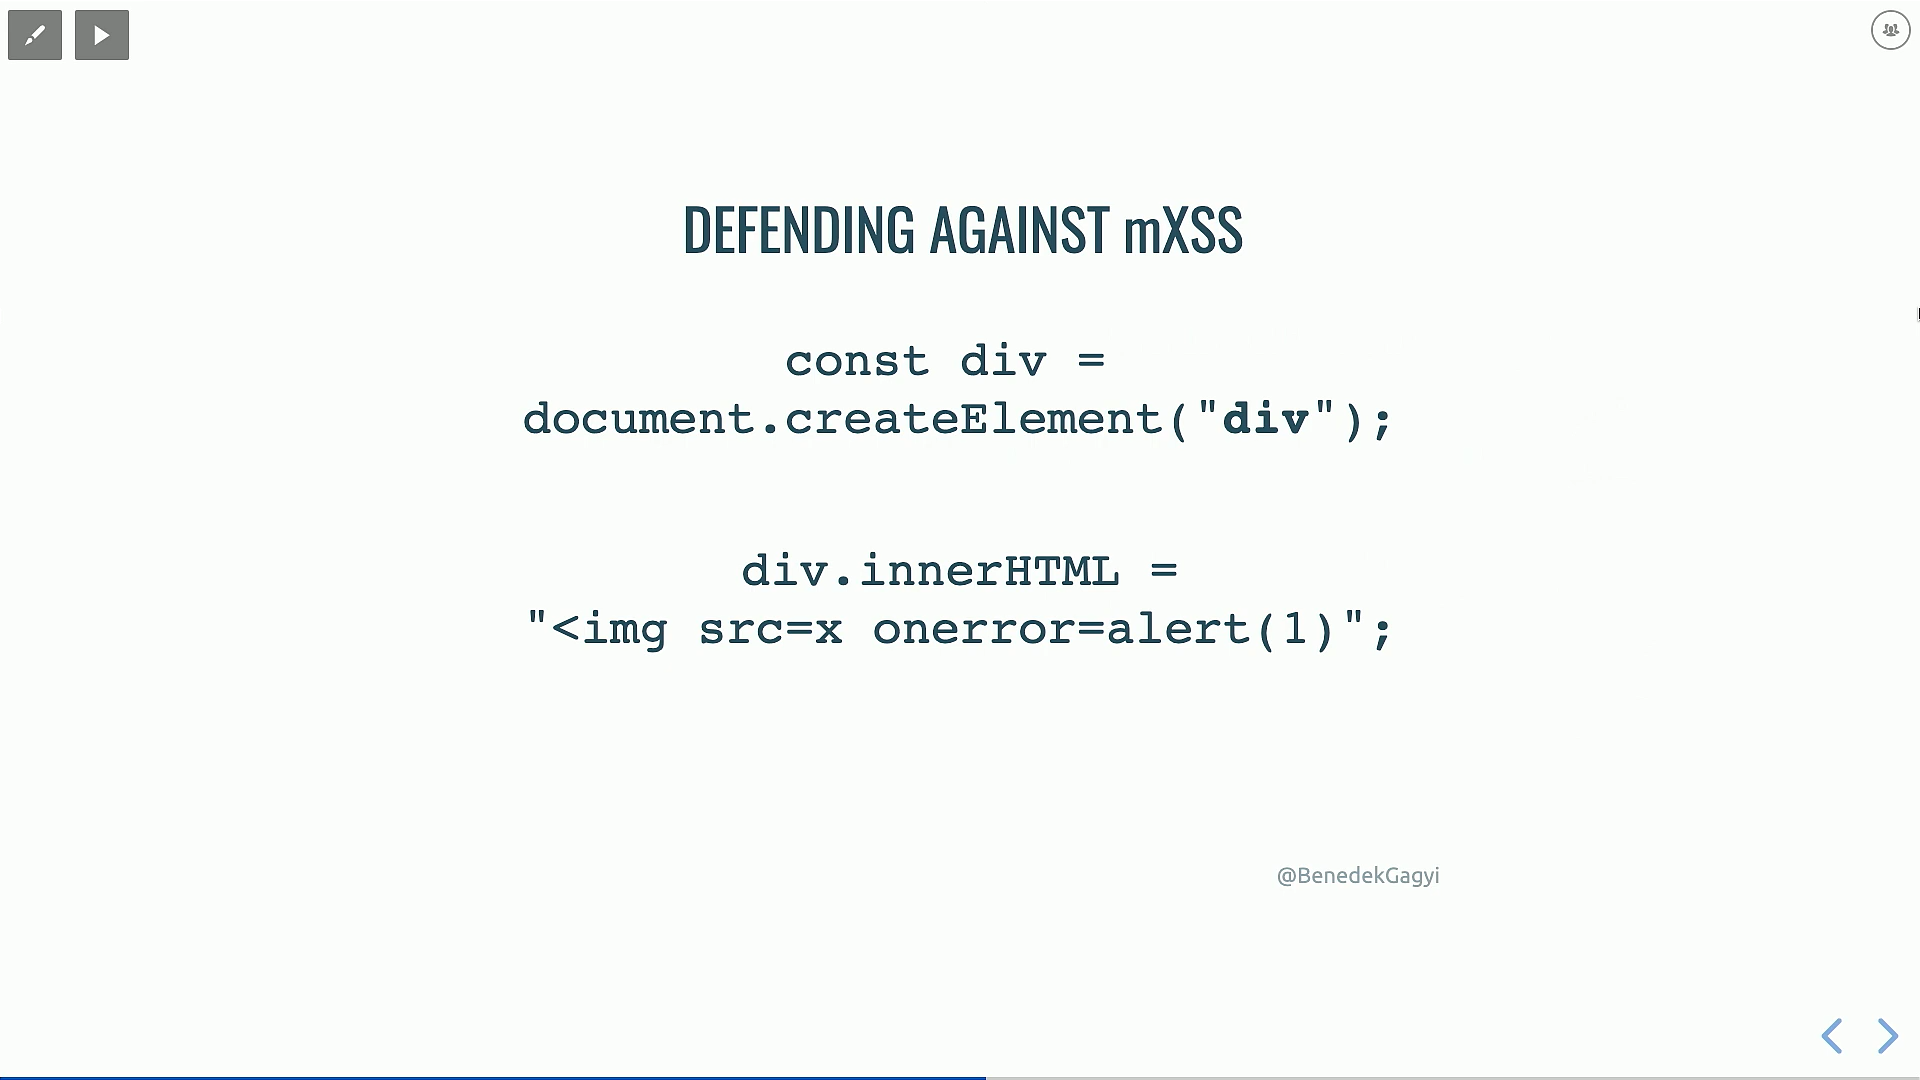 DEFENDING AGAINST mXSS
const div =
document.createElement("div");
div.innerHTML =
"<img src=x onerror=alert(1)";
@BenedekGagyi